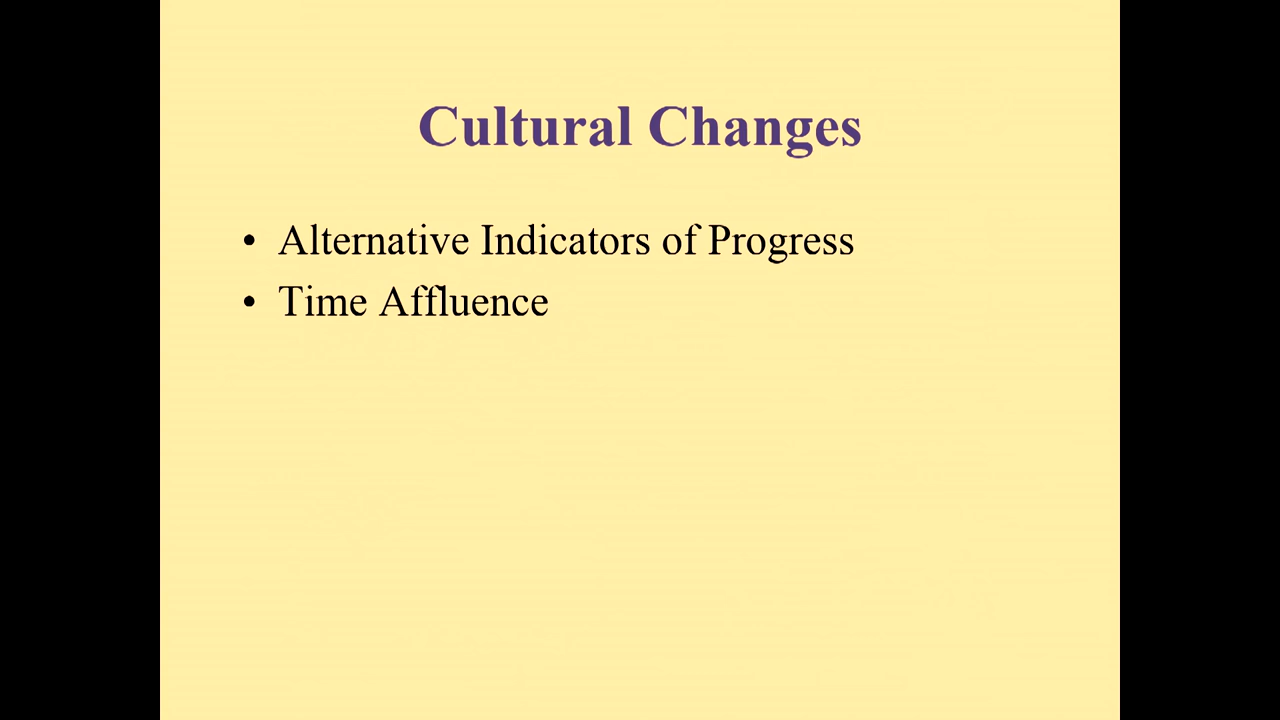 Cultural Changes
• Alternative Indicators of Progress
• Time Affluence